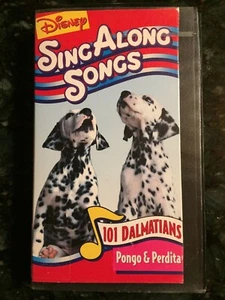 Disney
SING ALONG
SONGS
101 DALMATIANS
Pongo & Perdita